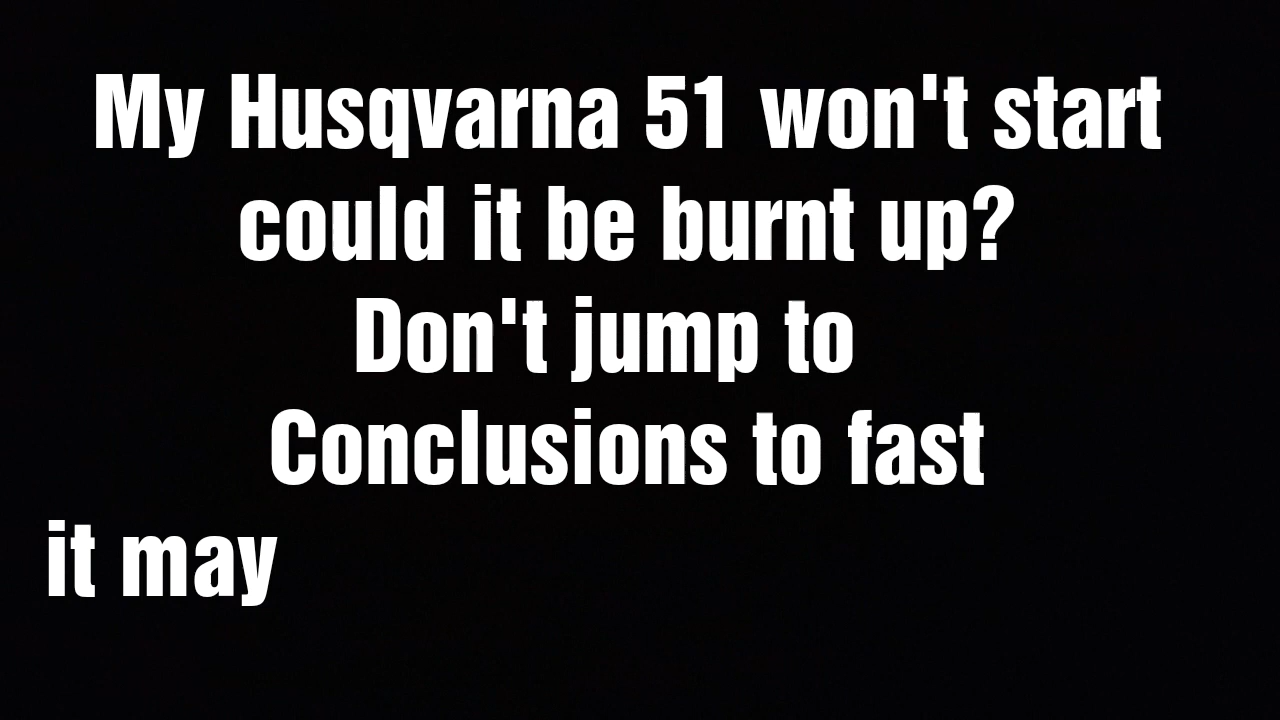 My Husqvarna 51 won't start
could it be burnt up?
Don't jump to
Conclusions to fast
it may